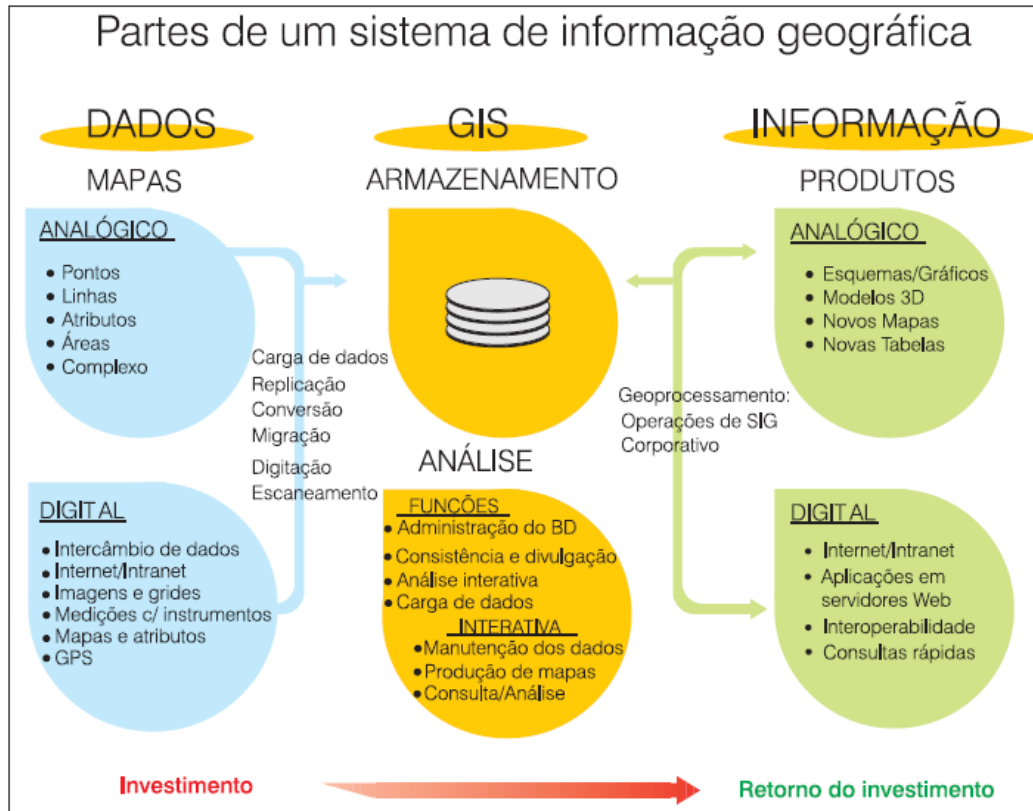 Partes de um sistema de informação geográfica
DADOS
MAPAS
ANALÓGICO
• Pontos
• Linhas
• Atributos
• Áreas
• Complexo
Carga de dados
Replicação
Conversão
Migração
Digitação
Escaneamento
DIGITAL
• Intercâmbio de dados
• Internet/Intranet
• Imagens e grides
• Medições c/ instrumentos
• Mapas e atributos
• GPS
GIS
ARMAZENAMENTO
ANÁLISE
FUNÇÕES
• Administração do BD
• Consistência e divulgação
• Análise interativa
• Carga de dados
INTERATIVA
• Manutenção dos dados
• Produção de mapas
• Consulta/Análise
INFORMAÇÃO
PRODUTOS
ANALÓGICO
• Esquemas/Gráficos
• Modelos 3D
• Novos Mapas
• Novas Tabelas
Geoprocessamento:
Operações de SIG
Corporativo
DIGITAL
• Internet/Intranet
• Aplicações em
servidores Web
• Interoperabilidade
• Consultas rápidas
Investimento
Retorno do investimento